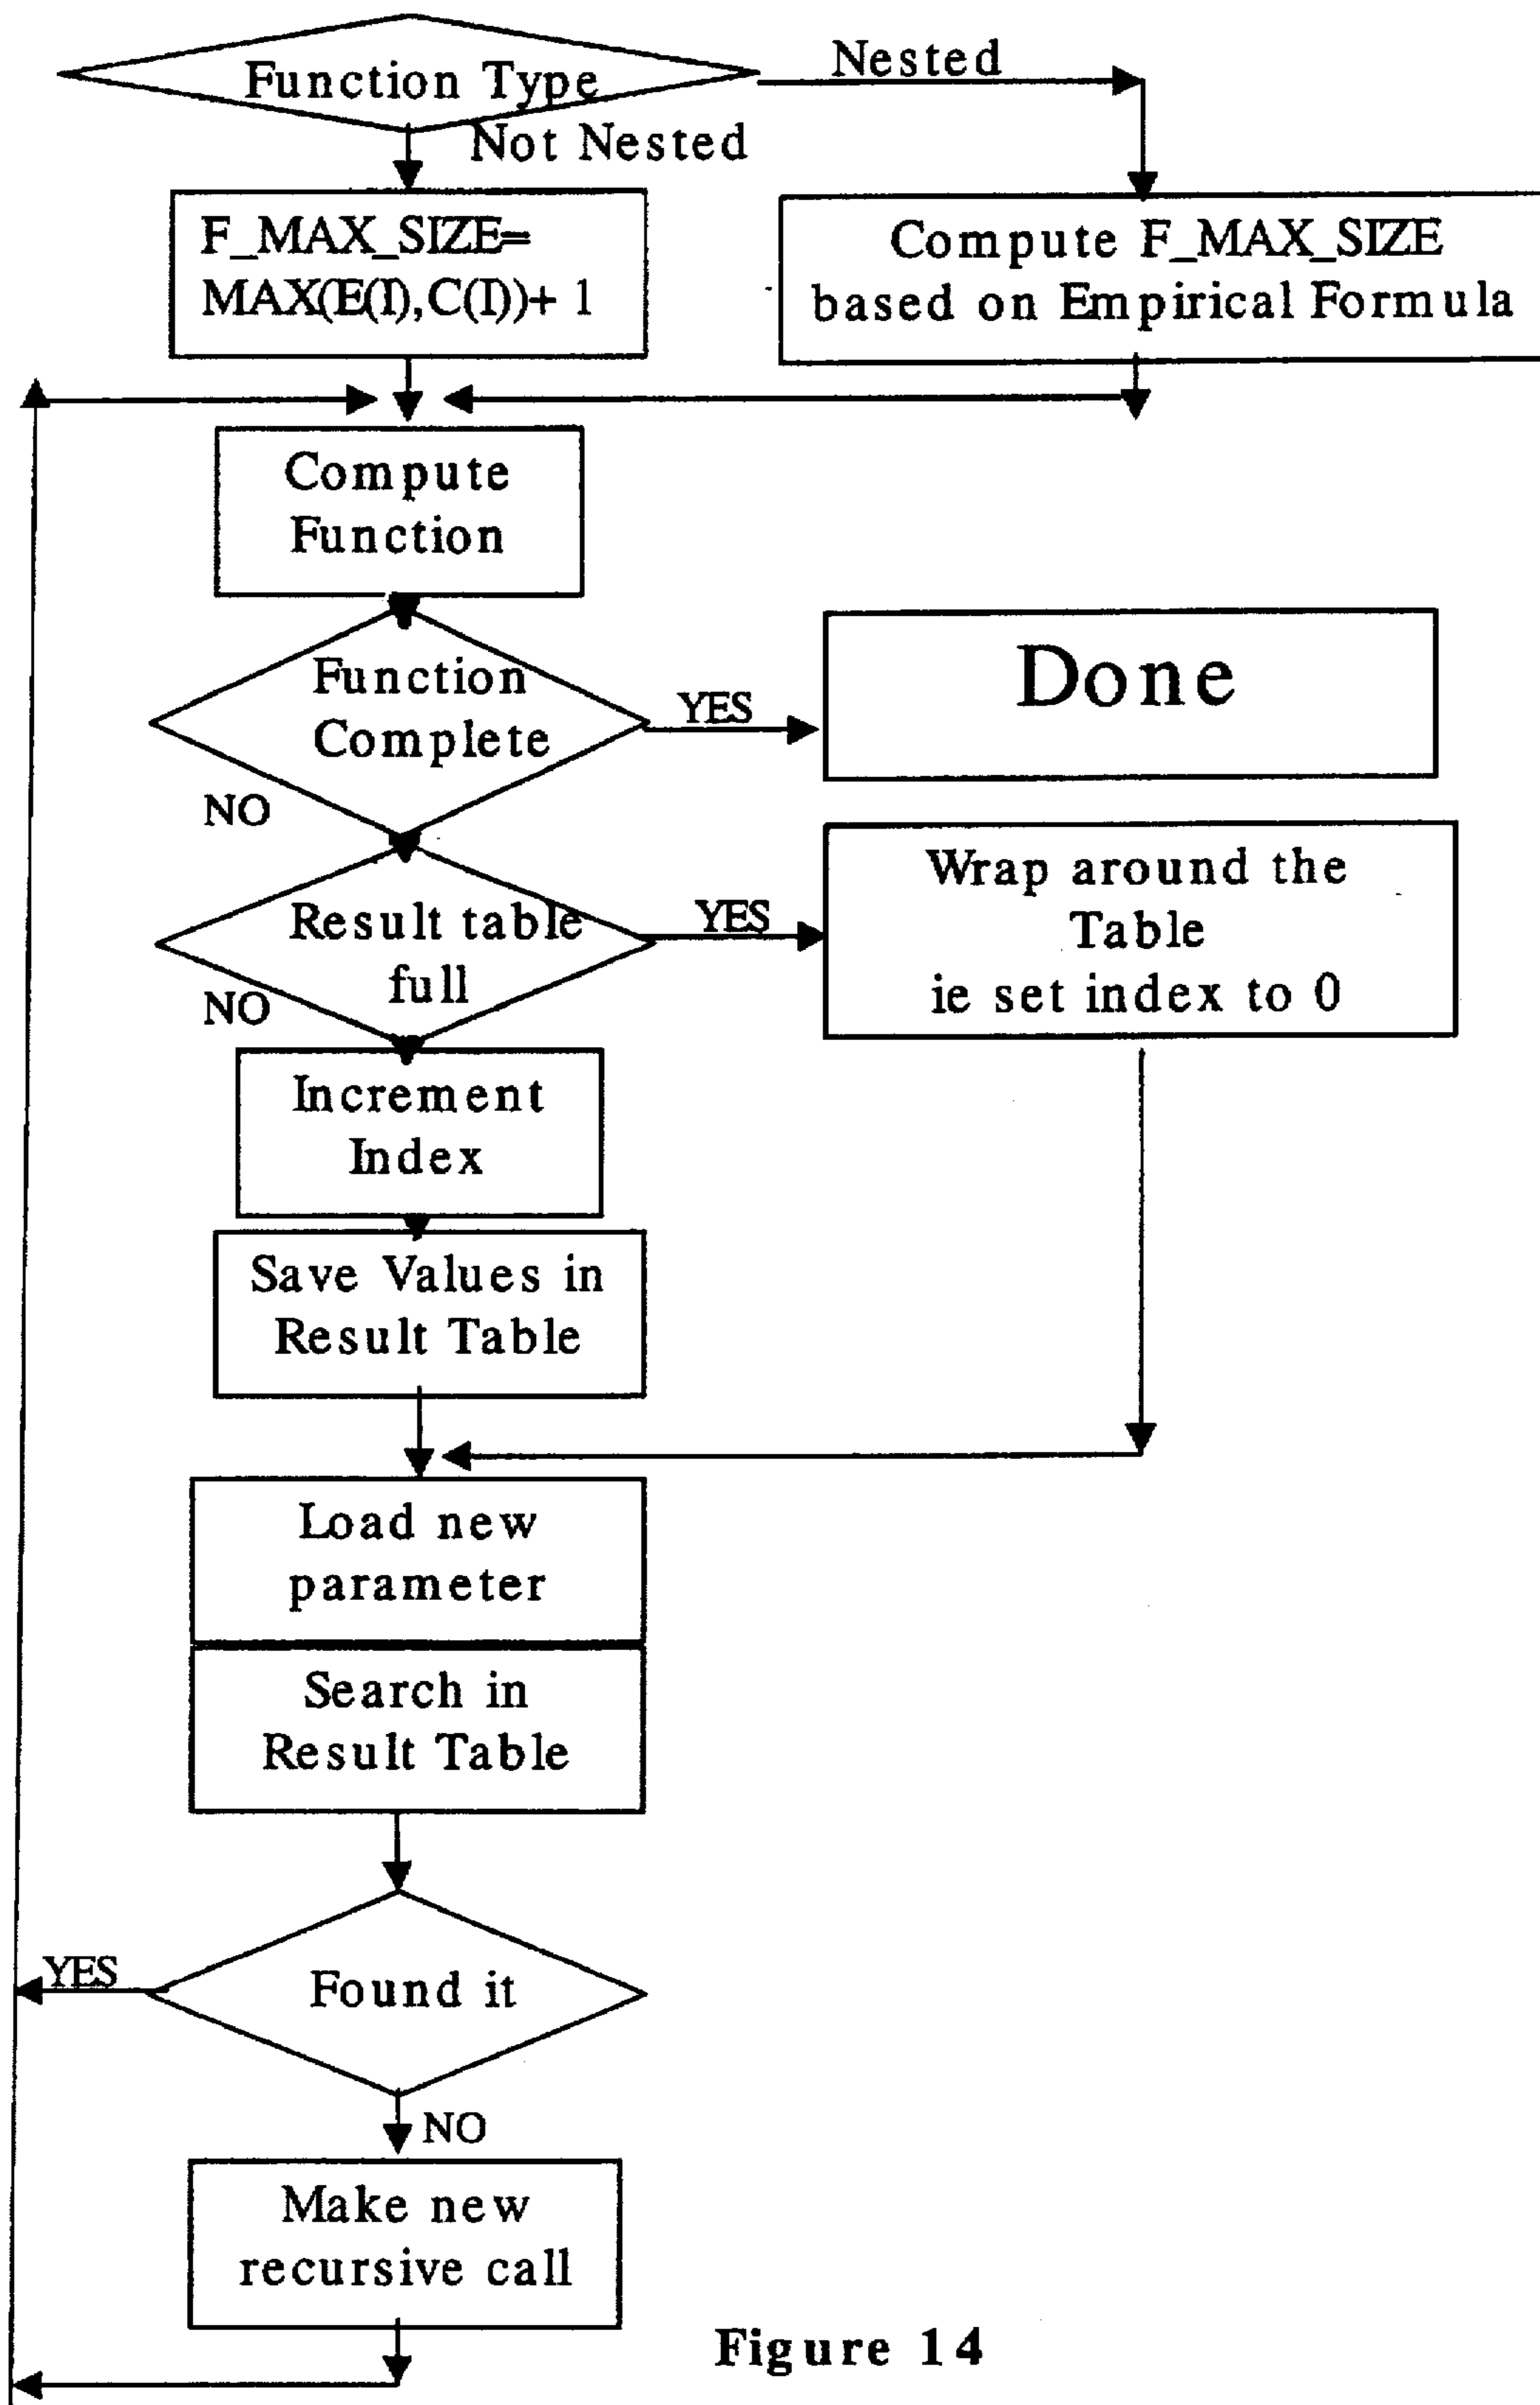 Function Type
Nested
Not Nested
F_MAX_SIZE=
MAX(E(I),C(I))+ 1
Compute F_MAX_SIZE
based on Empirical Formula
Compute
Function
Function
Complete
YES
Done
NO
Result table
full
YES
Wrap around the
Table
ie set index to 0
NO
Increment
Index
Save Values in
Result Table
Load new
parameter
Search in
Result Table
YES
Found it
NO
Make new
recursive call
Figure 14